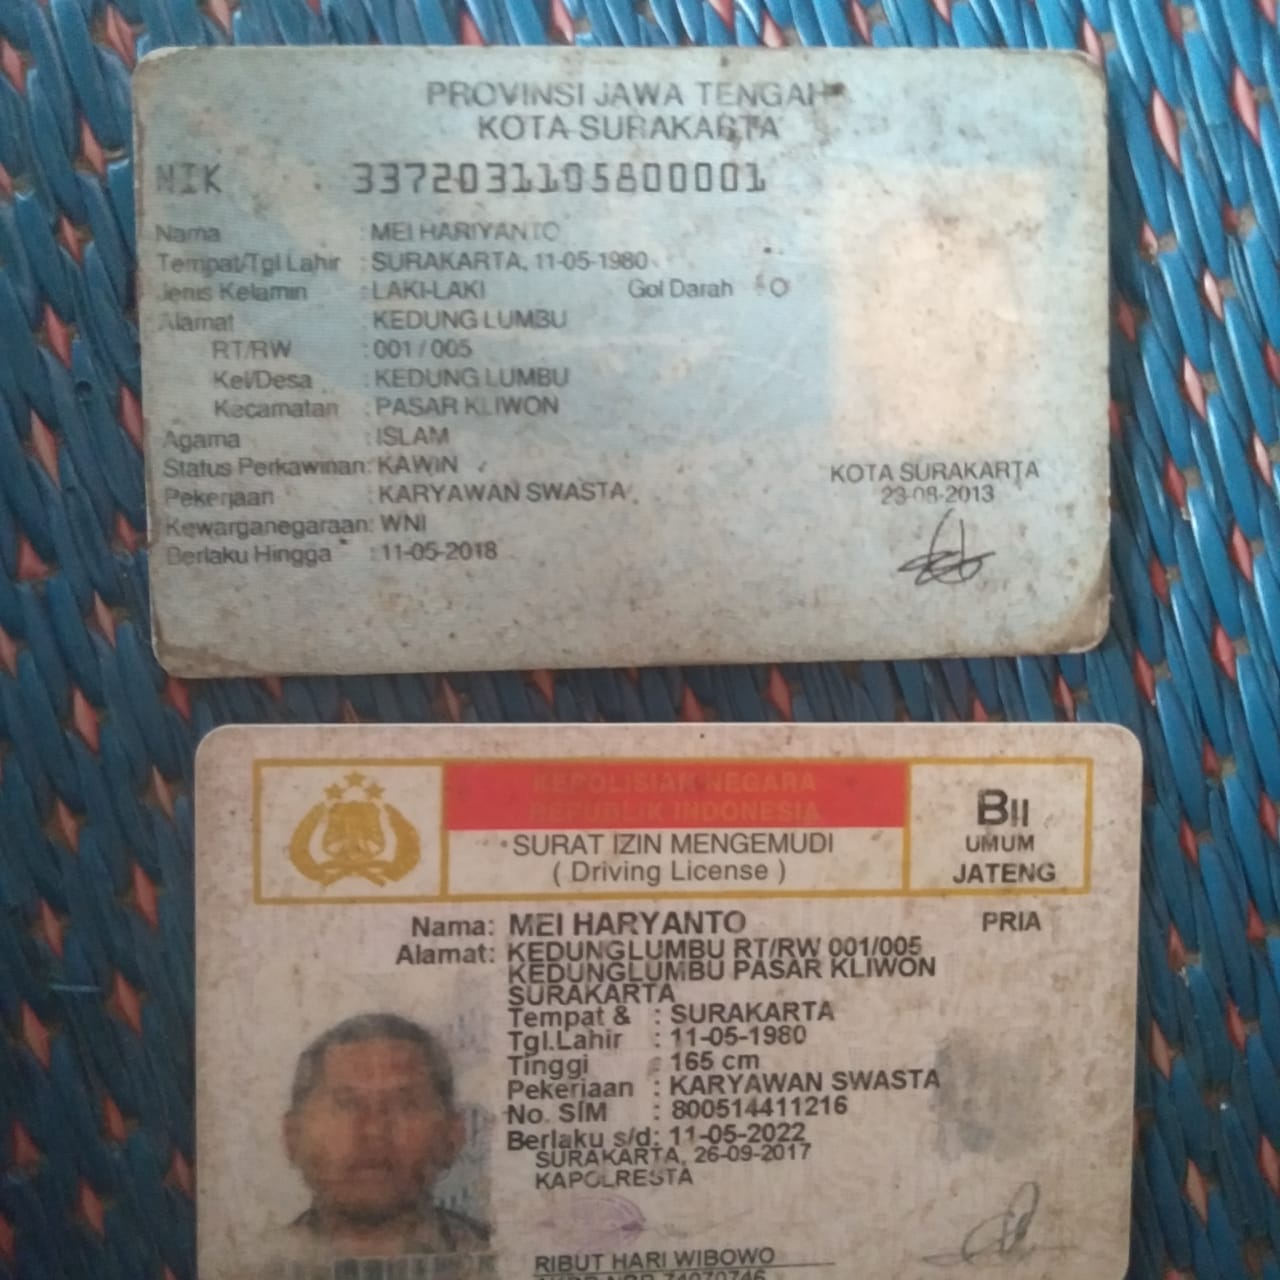 PROVINSI JAWA TENGAH
KOTA SURAKARTA
NIK 3372031105800001
Nama : MEI HARIYANTO
Tempat/Tgl Lahir : SURAKARTA, 11-05-1980
Jenis Kelamin : LAKI-LAKI Gol Darah : O
Alamat : KEDUNG LUMBU
RT/RW : 001 / 005
Kel/Desa : KEDUNG LUMBU
Kecamatan : PASAR KLIWON
Agama : ISLAM
Status Perkawinan: KAWIN
Pekerjaan : KARYAWAN SWASTA
Kewarganegaraan: WNI
Berlaku Hingga : 11-05-2018
KOTA SURAKARTA
23-08-2013
KEPOLISIAN NEGARA
REPUBLIK INDONESIA
SURAT IZIN MENGEMUDI
( Driving License )
BII
UMUM
JATENG
Nama: MEI HARYANTO PRIA
Alamat: KEDUNGLUMBU RT/RW 001/005
KEDUNGLUMBU PASAR KLIWON
SURAKARTA
Tempat & : SURAKARTA
Tgl.Lahir : 11-05-1980
Tinggi : 165 cm
Pekerjaan : KARYAWAN SWASTA
No. SIM : 800514411216
Berlaku s/d: 11-05-2022
SURAKARTA, 26-09-2017
KAPOLRESTA
RIBUT HARI WIBOWO